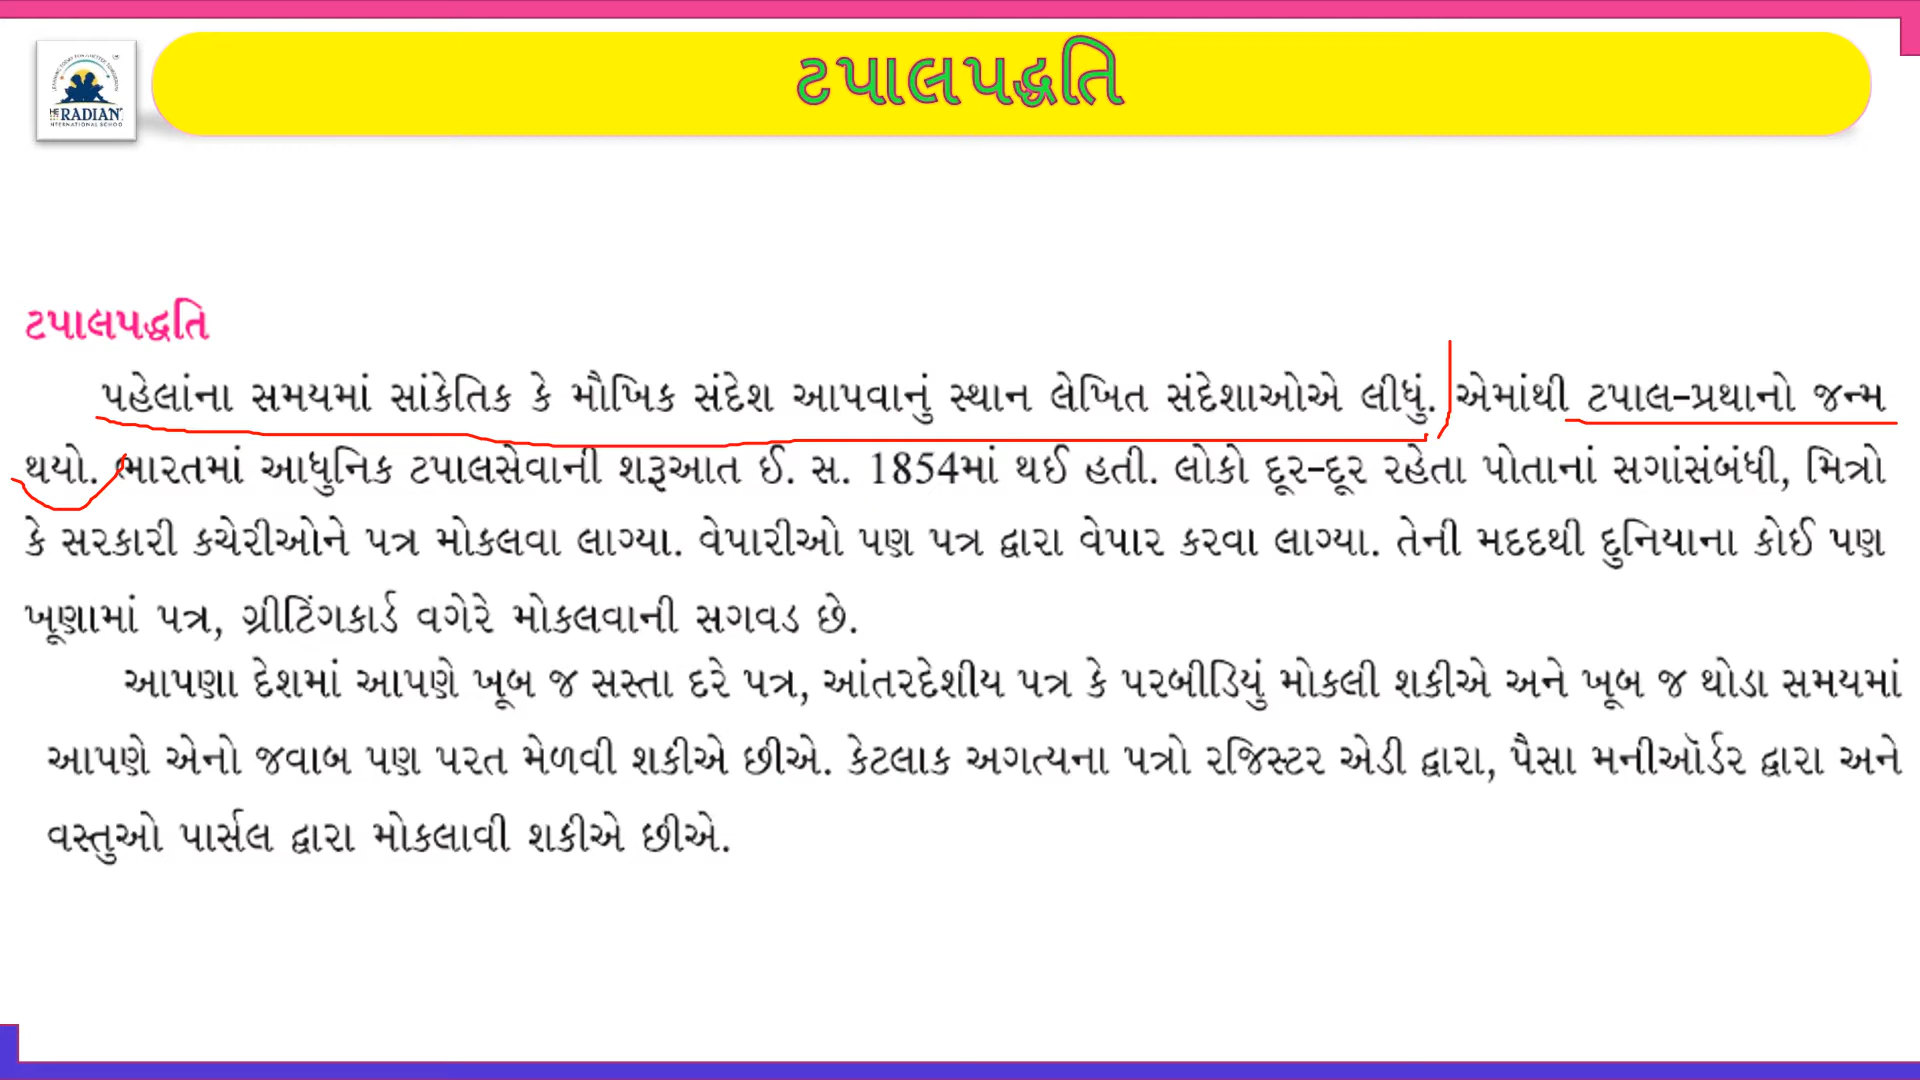 ટપાલપદ્ધતિ
RADIAN
INTERNATIONAL SCHOOL
ટપાલપદ્ધતિ
પહેલાંના સમયમાં સાંકેતિક કે મૌખિક સંદેશ આપવાનું સ્થાન લેખિત સંદેશાઓએ લીધું. એમાંથી ટપાલ-પ્રથાનો જન્મ
થયો. ભારતમાં આધુનિક ટપાલસેવાની શરૂઆત ઈ. સ. 1854માં થઈ હતી. લોકો દૂર-દૂર રહેતા પોતાનાં સગાંસંબંધી, મિત્રો
કે સરકારી કચેરીઓને પત્ર મોકલવા લાગ્યા. વેપારીઓ પણ પત્ર દ્વારા વેપાર કરવા લાગ્યા. તેની મદદથી દુનિયાના કોઈ પણ
ખૂણામાં પત્ર, ગ્રીટિંગકાર્ડ વગેરે મોકલવાની સગવડ છે.
આપણા દેશમાં આપણે ખૂબ જ સસ્તા દરે પત્ર, આંતરદેશીય પત્ર કે પરબીડિયું મોકલી શકીએ અને ખૂબ જ થોડા સમયમાં
આપણે એનો જવાબ પણ પરત મેળવી શકીએ છીએ. કેટલાક અગત્યના પત્રો રજિસ્ટર એડી દ્વારા, પૈસા મનીઑર્ડર દ્વારા અને
વસ્તુઓ પાર્સલ દ્વારા મોકલાવી શકીએ છીએ.